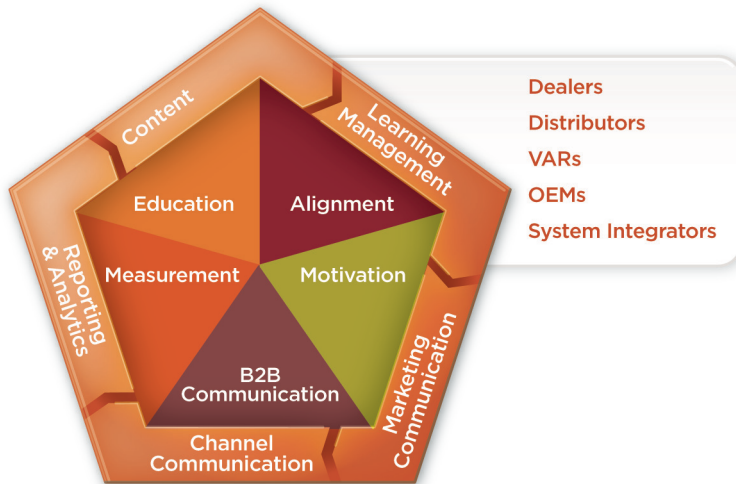 Content
Learning
Management
Marketing
Communication
Channel
Communication
Reporting
& Analytics
Education
Alignment
Measurement
Motivation
B2B
Communication
Dealers
Distributors
VARs
OEMs
System Integrators